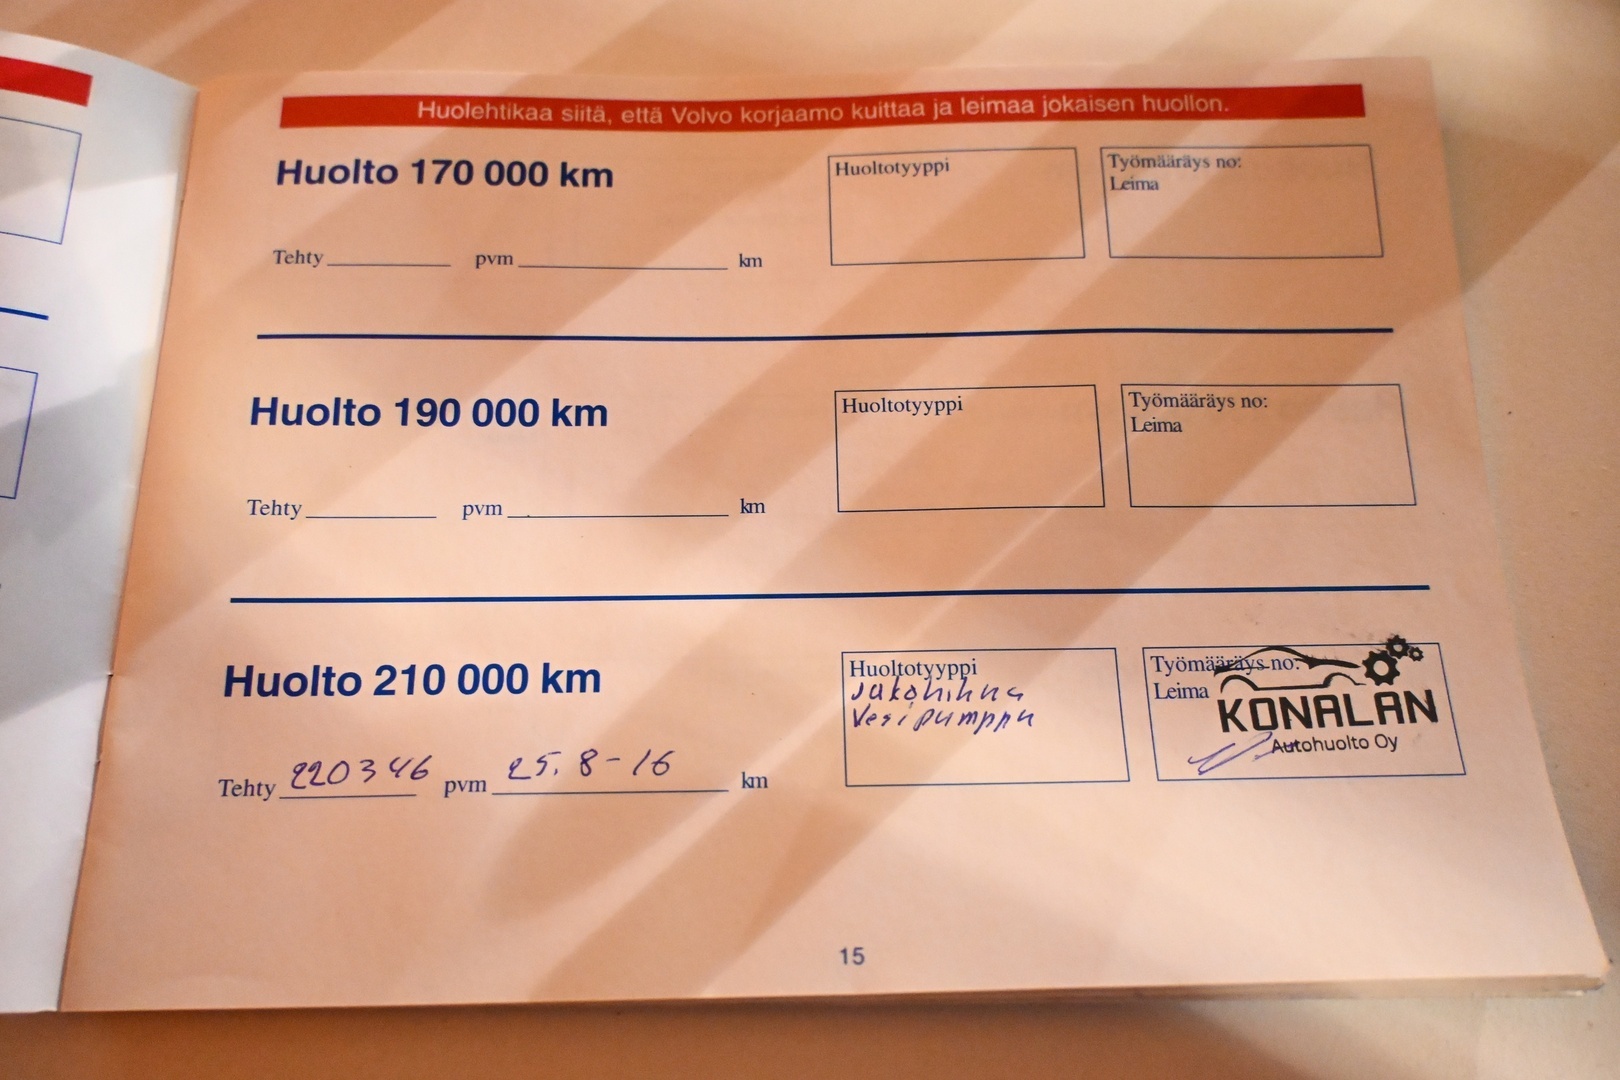 Huolehtikaa siitä, että Volvo korjaamo kuittaa ja leimaa jokaisen huollon.
Huolto 170 000 km
Huoltotyyppi
Työmääräys no:
Leima
Tehty pvm km
Huolto 190 000 km
Huoltotyyppi
Työmääräys no:
Leima
Tehty pvm km
Huolto 210 000 km
Huoltotyyppi
Jakohihna
Vesipumppu
Työmääräys no:
Leima
KONALAN
Autohuolto Oy
Tehty 220346 pvm 25.8-16 km
15